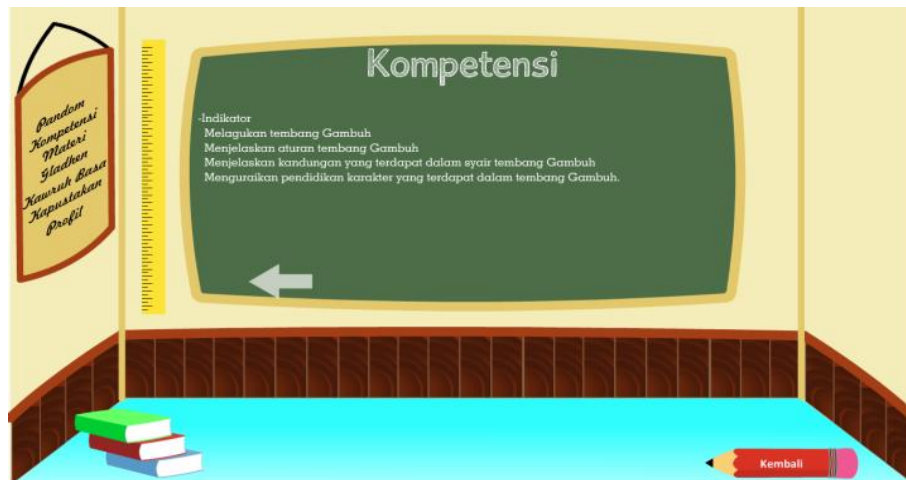 Pandom
Kompetensi
Materi
Gladhen
Kawruh Basa
Kapustakan
Profil
Kompetensi
-Indikator
Melagukan tembang Gambuh
Menjelaskan aturan tembang Gambuh
Menjelaskan kandungan yang terdapat dalam syair tembang Gambuh
Menguraikan pendidikan karakter yang terdapat dalam tembang Gambuh.
Kembali